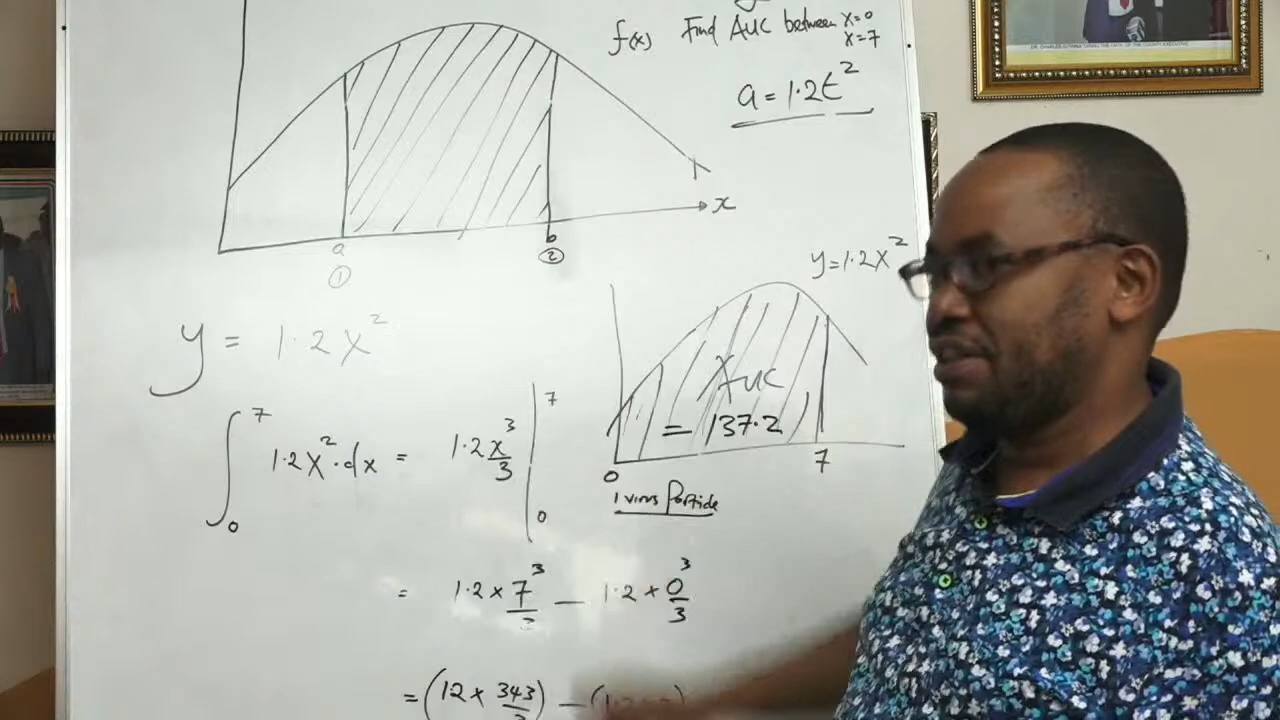 f(x) Find AUC between x=0
x=7
a = 1.2t²
x
a
①
b
②
y=1.2x²
y = 1.2x²
∫₀⁷ 1.2x²·dx = 1.2x³/3 |₀⁷
AUC
= 137.2
0 7
1 virus particle
= 1.2 × 7³/3 — 1.2 × 0³/3
= (12 × 343/3) — (